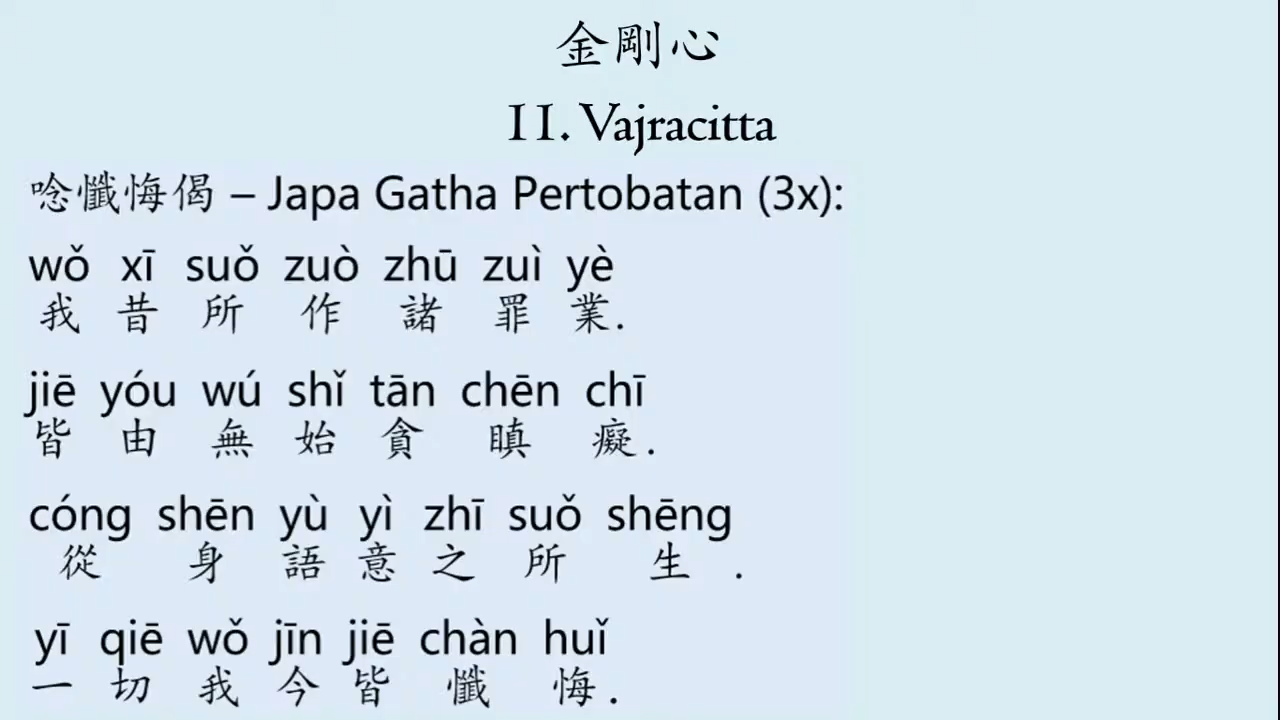 金剛心
II. Vajracitta
唸懺悔偈 – Japa Gatha Pertobatan (3x):
wǒ xī suǒ zuò zhū zuì yè
我 昔 所 作 諸 罪 業.
jiē yóu wú shǐ tān chēn chī
皆 由 無 始 貪 瞋 癡.
cóng shēn yù yì zhī suǒ shēng
從 身 語 意 之 所 生 .
yī qiē wǒ jīn jiē chàn huǐ
一 切 我 今 皆 懺 悔.